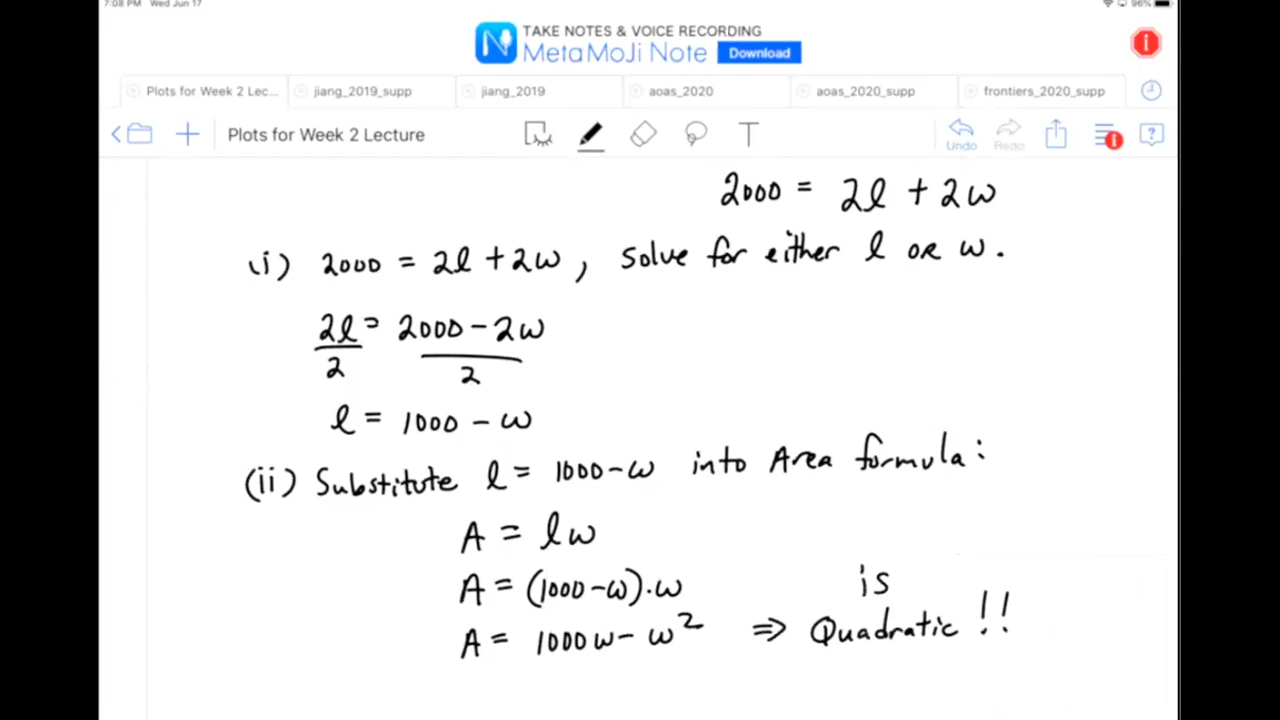 7:08 PM Wed Jun 17 96%
TAKE NOTES & VOICE RECORDING
MetaMoJi Note Download
Plots for Week 2 Lec... jiang_2019_supp jiang_2019 aoas_2020 aoas_2020_supp frontiers_2020_supp
Plots for Week 2 Lecture T Undo Redo
2000 = 2l + 2w
(i) 2000 = 2l + 2w, solve for either l or w.
2l = 2000 - 2w
2 2
l = 1000 - w
(ii) Substitute l = 1000-w into Area formula:
A = lw
A = (1000-w)·w is
A = 1000w - w² ⇒ Quadratic !!